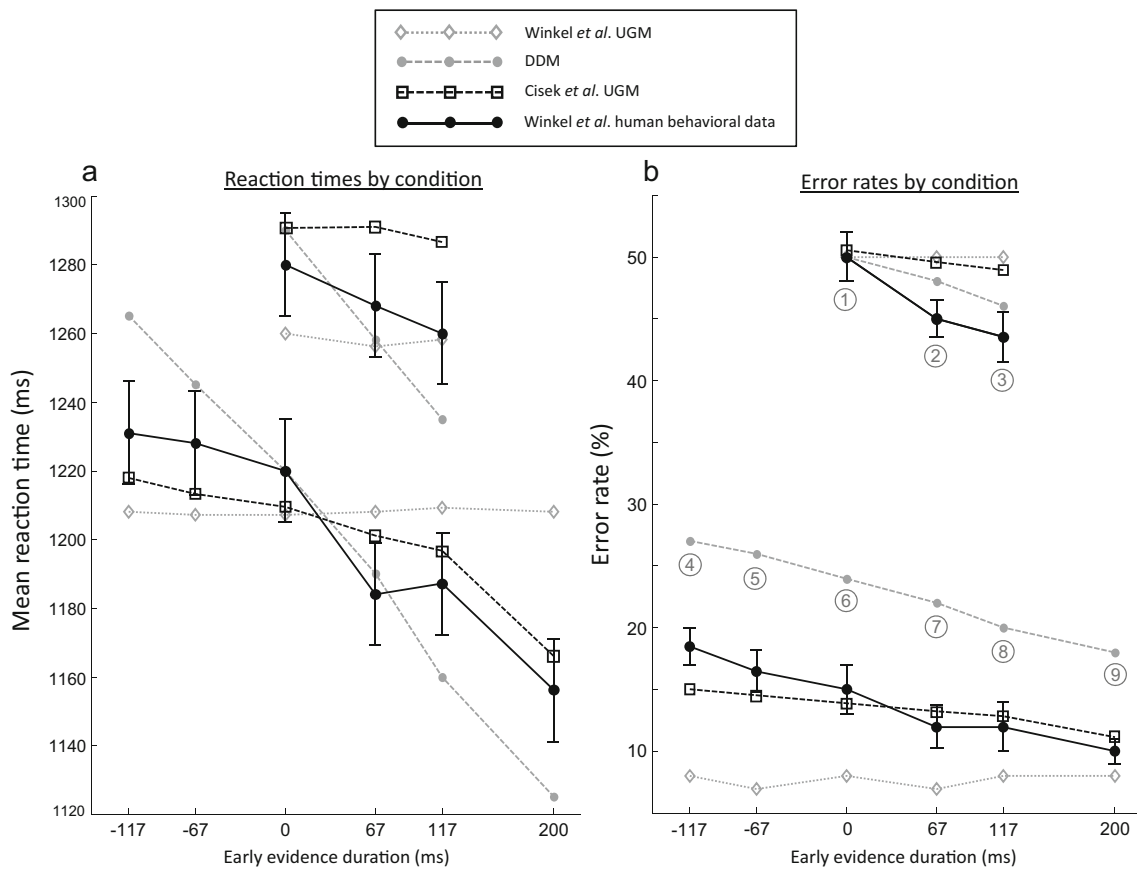 Winkel et al. UGM
DDM
Cisek et al. UGM
Winkel et al. human behavioral data
a
Reaction times by condition
1300
1280
1260
1240
1220
1200
1180
1160
1140
1120
Mean reaction time (ms)
-117 -67 0 67 117 200
Early evidence duration (ms)
b
Error rates by condition
50
40
30
20
10
Error rate (%)
1
2
3
4
5
6
7
8
9
-117 -67 0 67 117 200
Early evidence duration (ms)